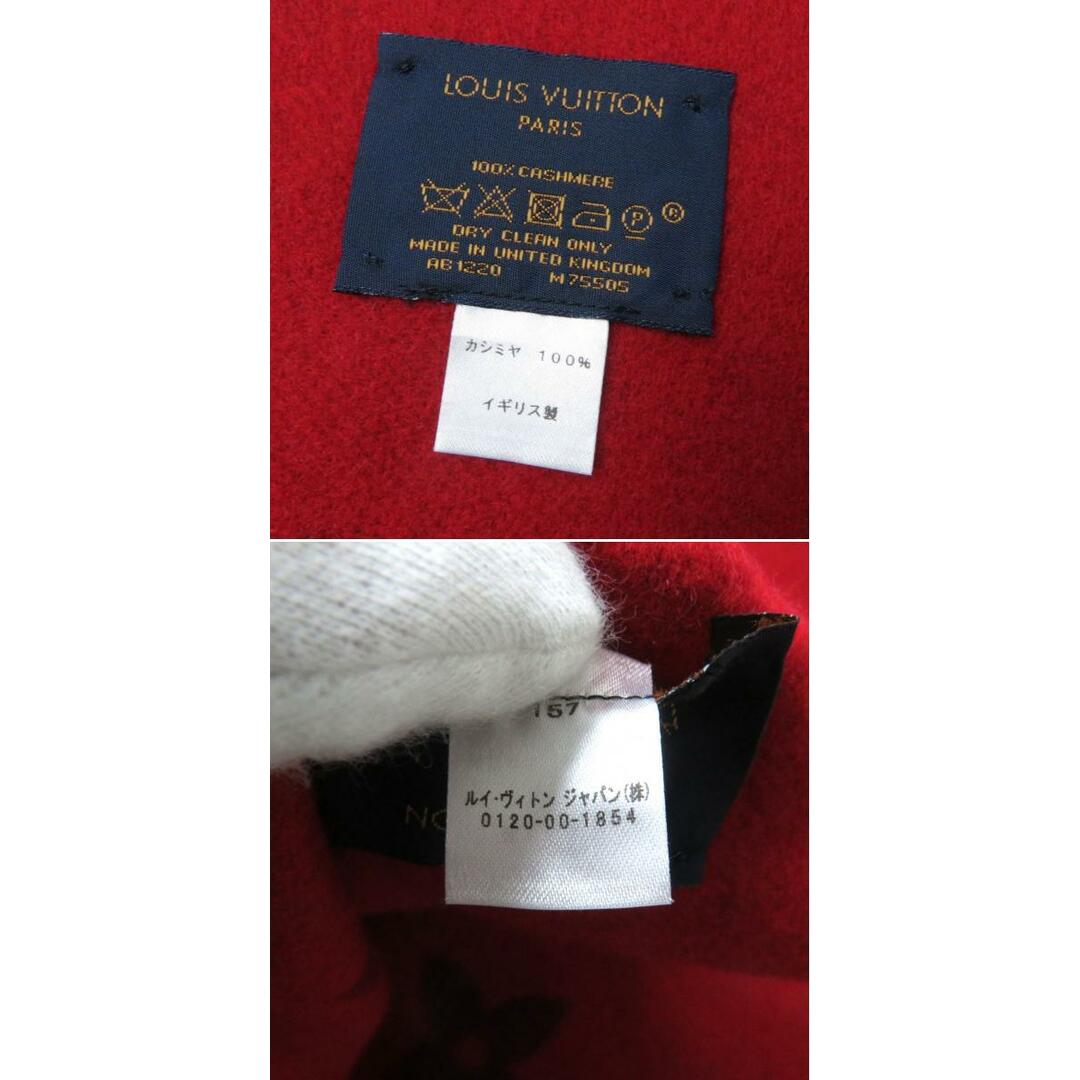 LOUIS VUITTON
PARIS
100% CASHMERE
P ®
DRY CLEAN ONLY
MADE IN UNITED KINGDOM
AB1220 M75505
カシミヤ 100%
イギリス製
157
ルイ・ヴィトン ジャパン(株)
0120-00-1854